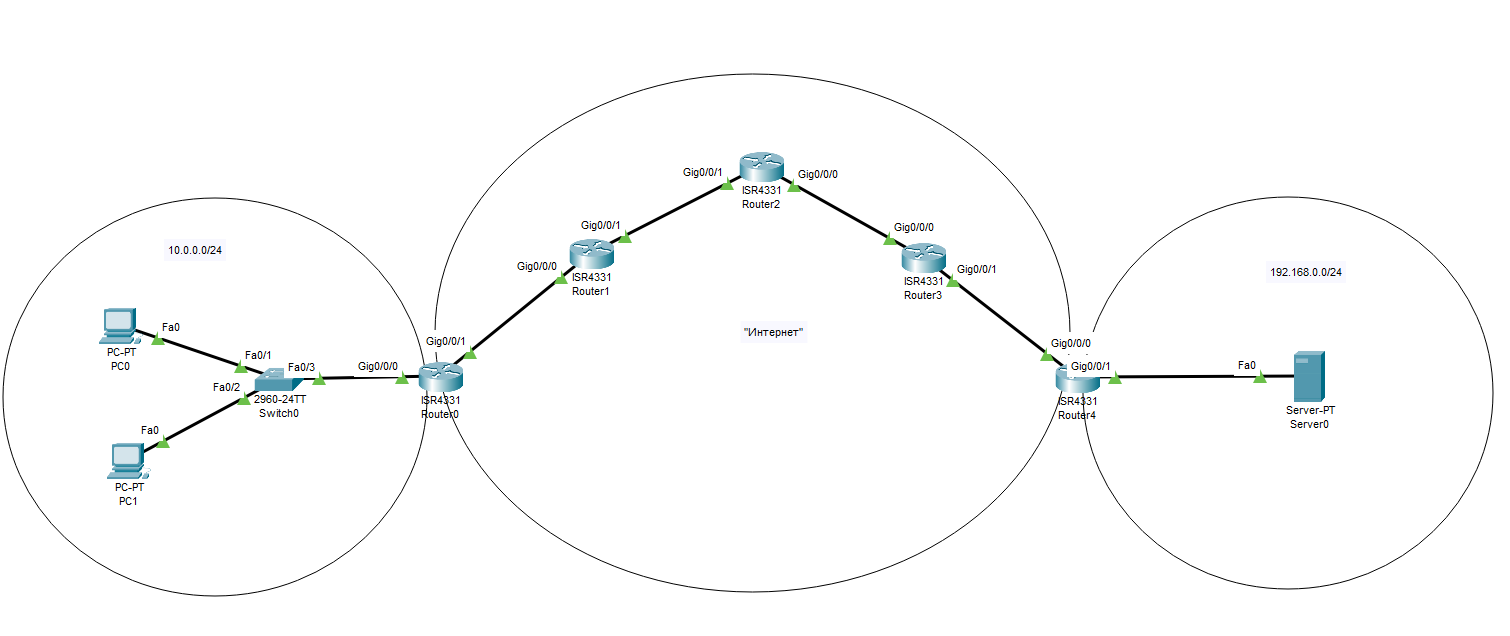 Gig0/0/1
Gig0/0/0
ISR4331
Router2
Gig0/0/1
Gig0/0/0
ISR4331
Router1
Gig0/0/0
Gig0/0/1
ISR4331
Router3
10.0.0.0/24
192.168.0.0/24
"Интернет"
Fa0
PC-PT
PC0
Fa0/1
Fa0/2
Fa0/3
2960-24TT
Switch0
Fa0
PC-PT
PC1
Gig0/0/0
Gig0/0/1
ISR4331
Router0
Gig0/0/0
Gig0/0/1
ISR4331
Router4
Fa0
Server-PT
Server0